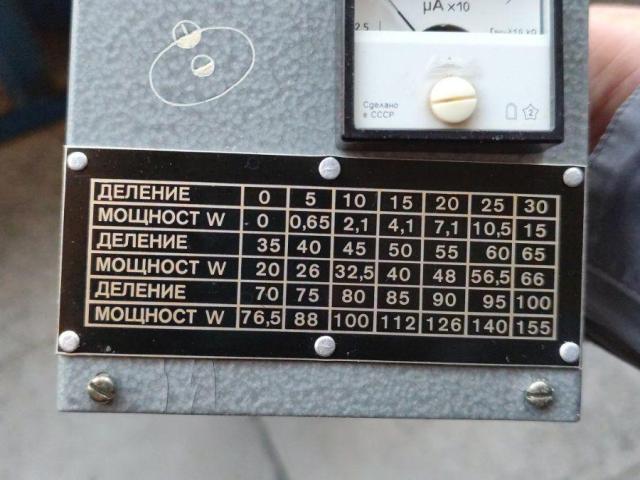 µA x10
2.5
Сделано
в СССР
2
ДЕЛЕНИЕ 0 5 10 15 20 25 30
МОЩНОСТ W 0 0,65 2,1 4,1 7,1 10,5 15
ДЕЛЕНИЕ 35 40 45 50 55 60 65
МОЩНОСТ W 20 26 32,5 40 48 56,5 66
ДЕЛЕНИЕ 70 75 80 85 90 95 100
МОЩНОСТ W 76,5 88 100 112 126 140 155